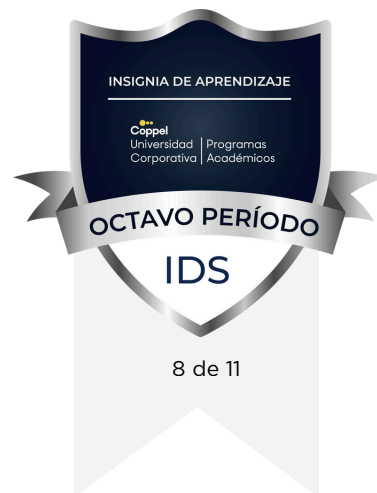 INSIGNIA DE APRENDIZAJE
Coppel
Universidad Corporativa | Programas Académicos
OCTAVO PERÍODO
IDS
8 de 11